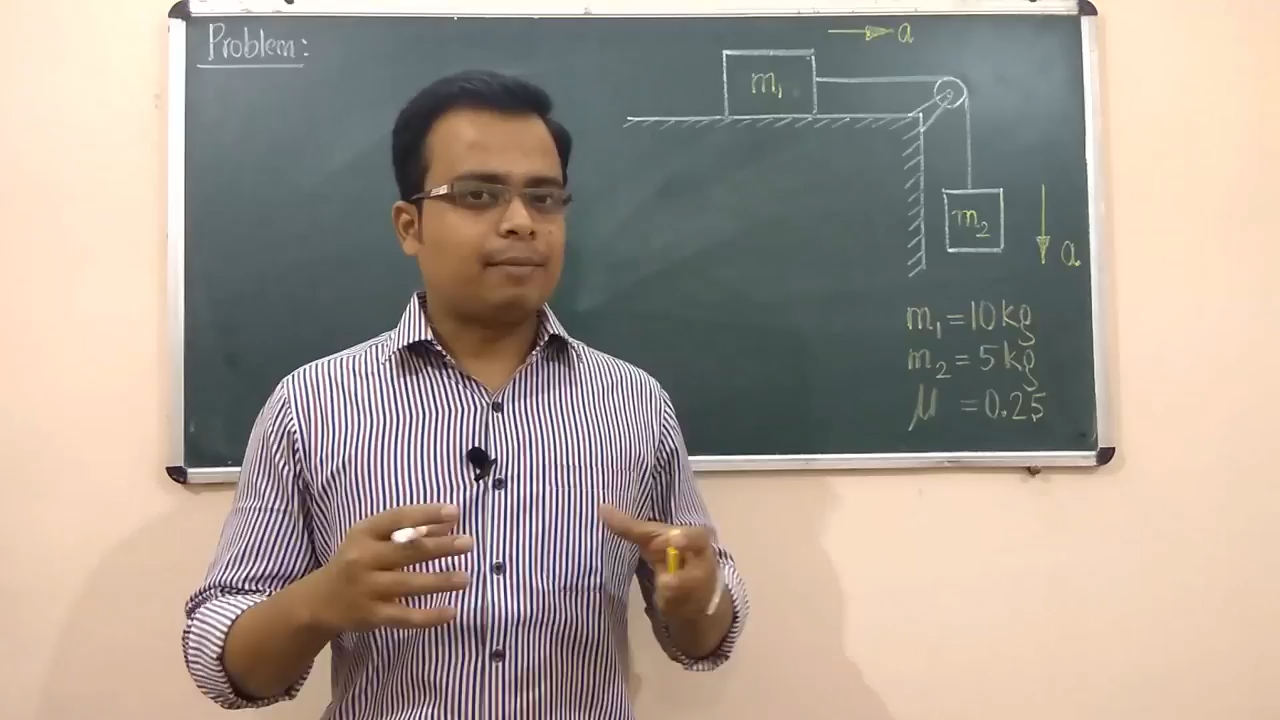 Problem:
a
m₁
m₂
a
m₁ = 10 kg
m₂ = 5 kg
μ = 0.25